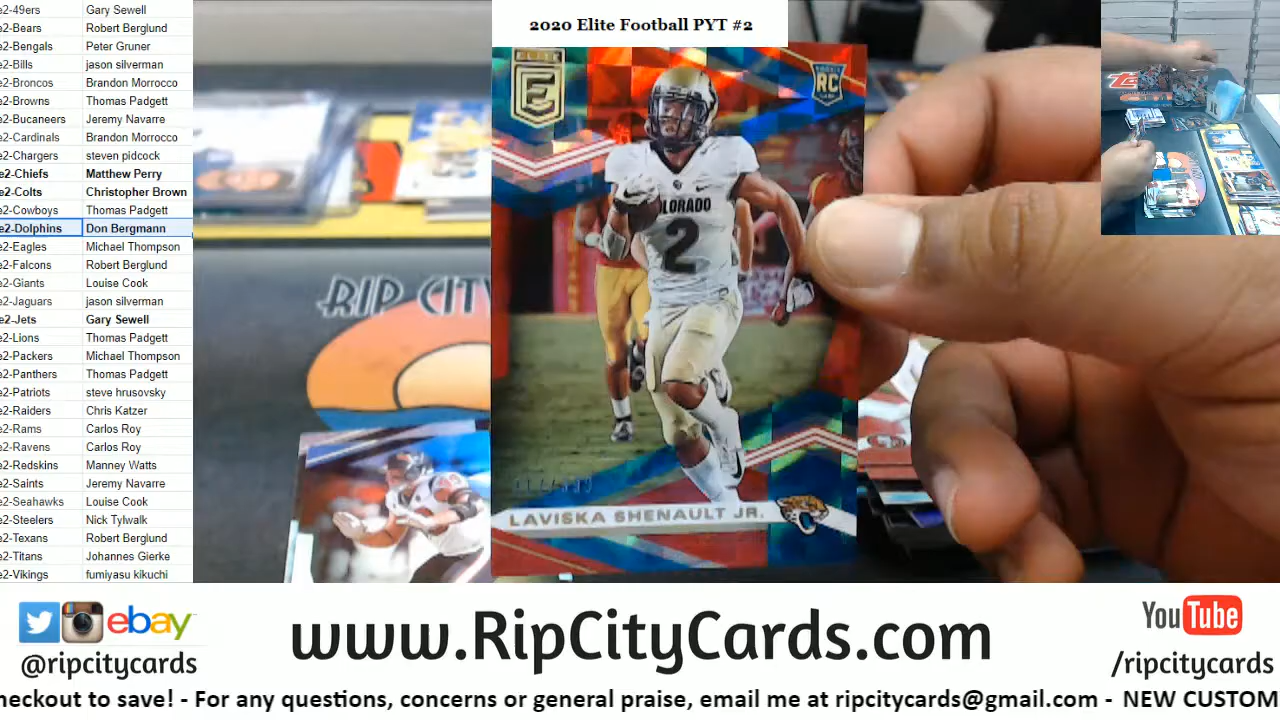 e2-49ers Gary Sewell
e2-Bears Robert Berglund
e2-Bengals Peter Gruner
e2-Bills jason silverman
e2-Broncos Brandon Morrocco
e2-Browns Thomas Padgett
e2-Bucaneers Jeremy Navarre
e2-Cardinals Brandon Morrocco
e2-Chargers steven pidcock
e2-Chiefs Matthew Perry
e2-Colts Christopher Brown
e2-Cowboys Thomas Padgett
e2-Dolphins Don Bergmann
e2-Eagles Michael Thompson
e2-Falcons Robert Berglund
e2-Giants Louise Cook
e2-Jaguars jason silverman
e2-Jets Gary Sewell
e2-Lions Thomas Padgett
e2-Packers Michael Thompson
e2-Panthers Thomas Padgett
e2-Patriots steve hrusovsky
e2-Raiders Chris Katzer
e2-Rams Carlos Roy
e2-Ravens Carlos Roy
e2-Redskins Manney Watts
e2-Saints Jeremy Navarre
e2-Seahawks Louise Cook
e2-Steelers Nick Tylwalk
e2-Texans Robert Berglund
e2-Titans Johannes Gierke
e2-Vikings fumiyasu kikuchi
2020 Elite Football PYT #2
ELITE
E
RC
COLORADO
2
LAVISKA SHENAULT JR.
RIP CITY
ebay
@ripcitycards
www.RipCityCards.com
YouTube
/ripcitycards
heckout to save! - For any questions, concerns or general praise, email me at ripcitycards@gmail.com - NEW CUSTOM